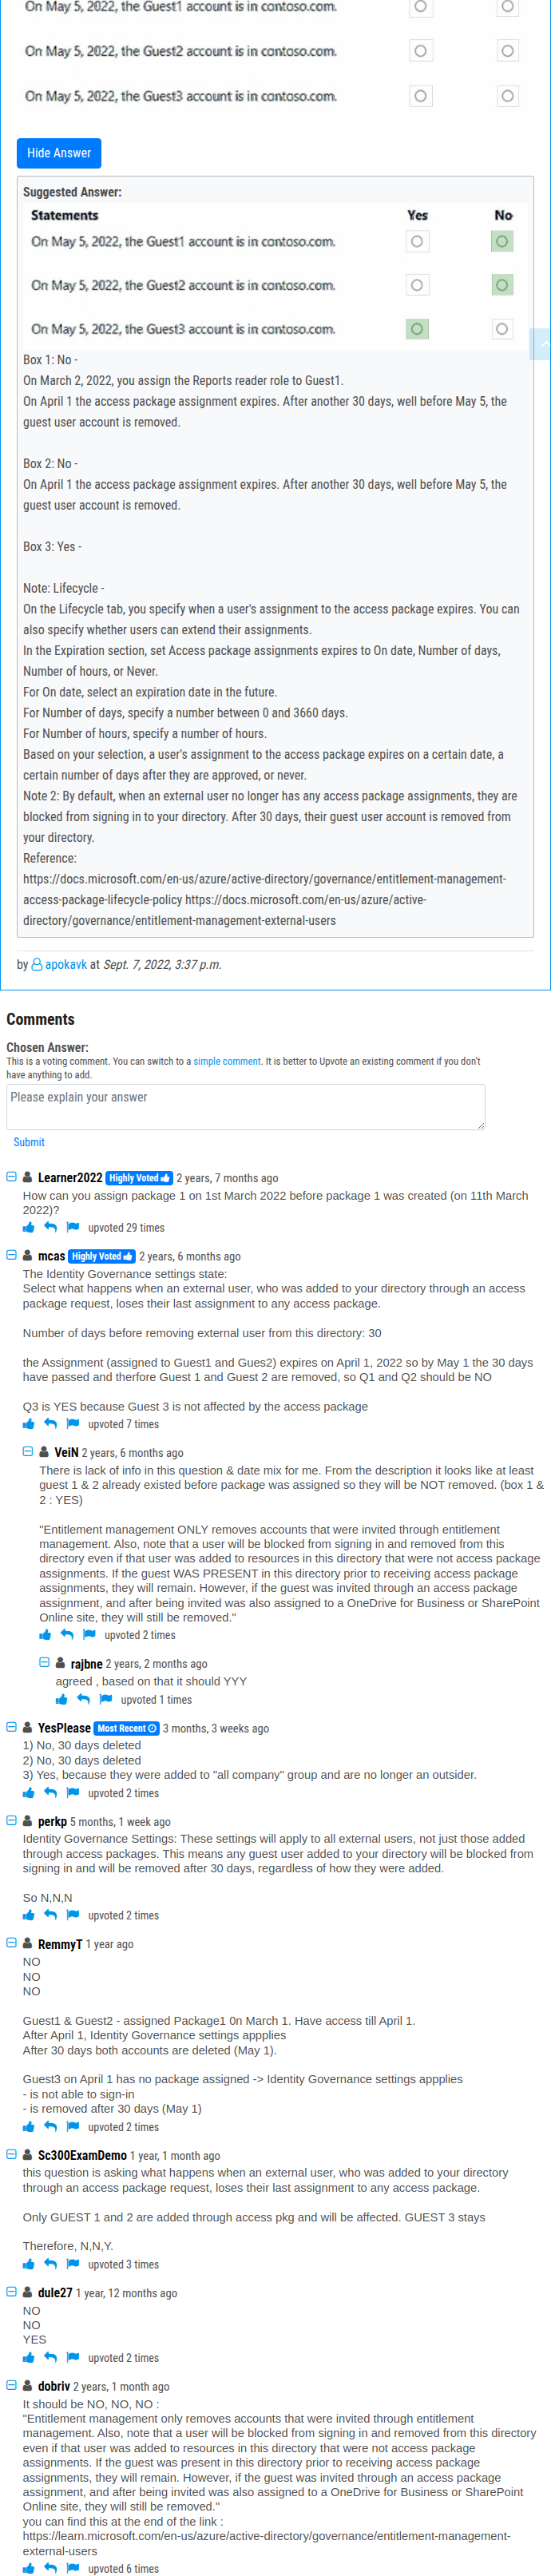 On May 5, 2022, the Guest1 account is in contoso.com.
On May 5, 2022, the Guest2 account is in contoso.com.
On May 5, 2022, the Guest3 account is in contoso.com.
Hide Answer
Suggested Answer:
Statements Yes No
On May 5, 2022, the Guest1 account is in contoso.com.
On May 5, 2022, the Guest2 account is in contoso.com.
On May 5, 2022, the Guest3 account is in contoso.com.
Box 1: No -
On March 2, 2022, you assign the Reports reader role to Guest1.
On April 1 the access package assignment expires. After another 30 days, well before May 5, the
guest user account is removed.
Box 2: No -
On April 1 the access package assignment expires. After another 30 days, well before May 5, the
guest user account is removed.
Box 3: Yes -
Note: Lifecycle -
On the Lifecycle tab, you specify when a user's assignment to the access package expires. You can
also specify whether users can extend their assignments.
In the Expiration section, set Access package assignments expires to On date, Number of days,
Number of hours, or Never.
For On date, select an expiration date in the future.
For Number of days, specify a number between 0 and 3660 days.
For Number of hours, specify a number of hours.
Based on your selection, a user's assignment to the access package expires on a certain date, a
certain number of days after they are approved, or never.
Note 2: By default, when an external user no longer has any access package assignments, they are
blocked from signing in to your directory. After 30 days, their guest user account is removed from
your directory.
Reference:
https://docs.microsoft.com/en-us/azure/active-directory/governance/entitlement-management-
access-package-lifecycle-policy https://docs.microsoft.com/en-us/azure/active-
directory/governance/entitlement-management-external-users
by apokavk at Sept. 7, 2022, 3:37 p.m.
Comments
Chosen Answer:
This is a voting comment. You can switch to a simple comment. It is better to Upvote an existing comment if you don't
have anything to add.
Please explain your answer
Submit
Learner2022 Highly Voted 2 years, 7 months ago
How can you assign package 1 on 1st March 2022 before package 1 was created (on 11th March
2022)?
upvoted 29 times
mcas Highly Voted 2 years, 6 months ago
The Identity Governance settings state:
Select what happens when an external user, who was added to your directory through an access
package request, loses their last assignment to any access package.
Number of days before removing external user from this directory: 30
the Assignment (assigned to Guest1 and Gues2) expires on April 1, 2022 so by May 1 the 30 days
have passed and therfore Guest 1 and Guest 2 are removed, so Q1 and Q2 should be NO
Q3 is YES because Guest 3 is not affected by the access package
upvoted 7 times
VeiN 2 years, 6 months ago
There is lack of info in this question & date mix for me. From the description it looks like at least
guest 1 & 2 already existed before package was assigned so they will be NOT removed. (box 1 &
2 : YES)
"Entitlement management ONLY removes accounts that were invited through entitlement
management. Also, note that a user will be blocked from signing in and removed from this
directory even if that user was added to resources in this directory that were not access package
assignments. If the guest WAS PRESENT in this directory prior to receiving access package
assignments, they will remain. However, if the guest was invited through an access package
assignment, and after being invited was also assigned to a OneDrive for Business or SharePoint
Online site, they will still be removed."
upvoted 2 times
rajbne 2 years, 2 months ago
agreed , based on that it should YYY
upvoted 1 times
YesPlease Most Recent 3 months, 3 weeks ago
1) No, 30 days deleted
2) No, 30 days deleted
3) Yes, because they were added to "all company" group and are no longer an outsider.
upvoted 2 times
perkp 5 months, 1 week ago
Identity Governance Settings: These settings will apply to all external users, not just those added
through access packages. This means any guest user added to your directory will be blocked from
signing in and will be removed after 30 days, regardless of how they were added.
So N,N,N
upvoted 2 times
RemmyT 1 year ago
NO
NO
NO
Guest1 & Guest2 - assigned Package1 0n March 1. Have access till April 1.
After April 1, Identity Governance settings appplies
After 30 days both accounts are deleted (May 1).
Guest3 on April 1 has no package assigned -> Identity Governance settings appplies
- is not able to sign-in
- is removed after 30 days (May 1)
upvoted 2 times
Sc300ExamDemo 1 year, 1 month ago
this question is asking what happens when an external user, who was added to your directory
through an access package request, loses their last assignment to any access package.
Only GUEST 1 and 2 are added through access pkg and will be affected. GUEST 3 stays
Therefore, N,N,Y.
upvoted 3 times
dule27 1 year, 12 months ago
NO
NO
YES
upvoted 2 times
dobriv 2 years, 1 month ago
It should be NO, NO, NO :
"Entitlement management only removes accounts that were invited through entitlement
management. Also, note that a user will be blocked from signing in and removed from this directory
even if that user was added to resources in this directory that were not access package
assignments. If the guest was present in this directory prior to receiving access package
assignments, they will remain. However, if the guest was invited through an access package
assignment, and after being invited was also assigned to a OneDrive for Business or SharePoint
Online site, they will still be removed."
you can find this at the end of the link :
https://learn.microsoft.com/en-us/azure/active-directory/governance/entitlement-management-
external-users
upvoted 6 times